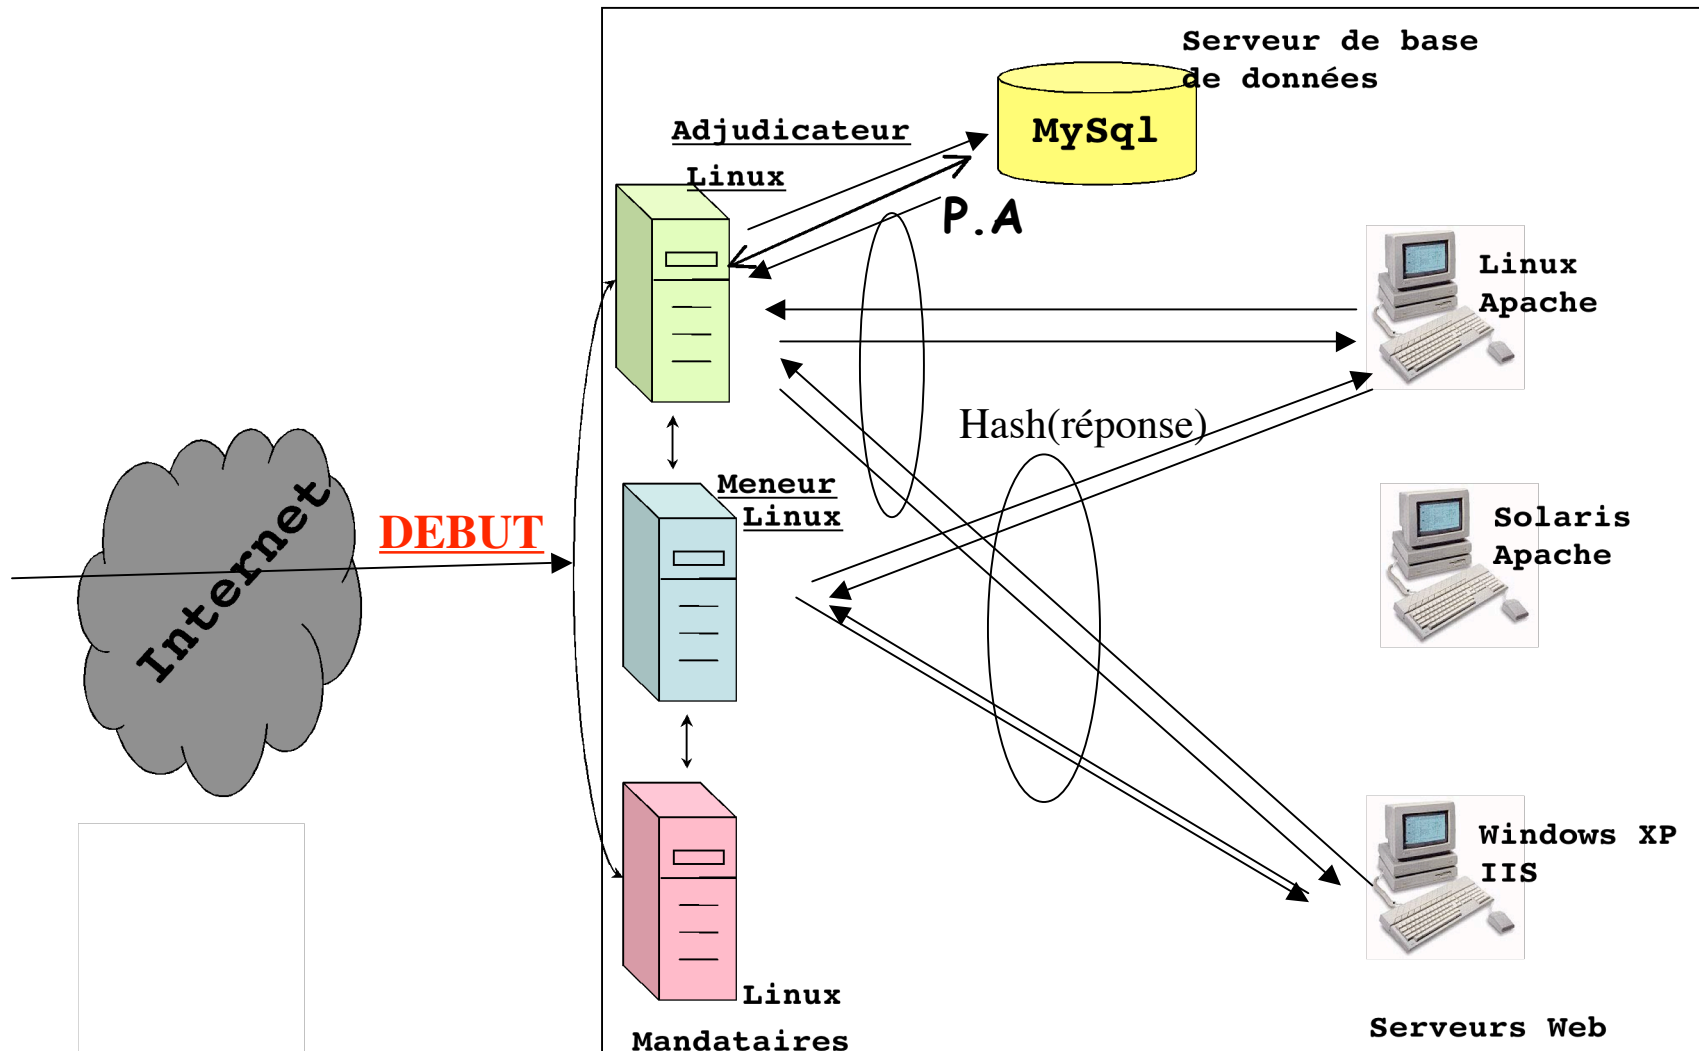 Serveur de base
de données
MySql
Adjudicateur
Linux
P.A
Linux
Apache
Hash(réponse)
Meneur
Linux
DEBUT
Internet
Solaris
Apache
Windows XP
IIS
Linux
Mandataires
Serveurs Web